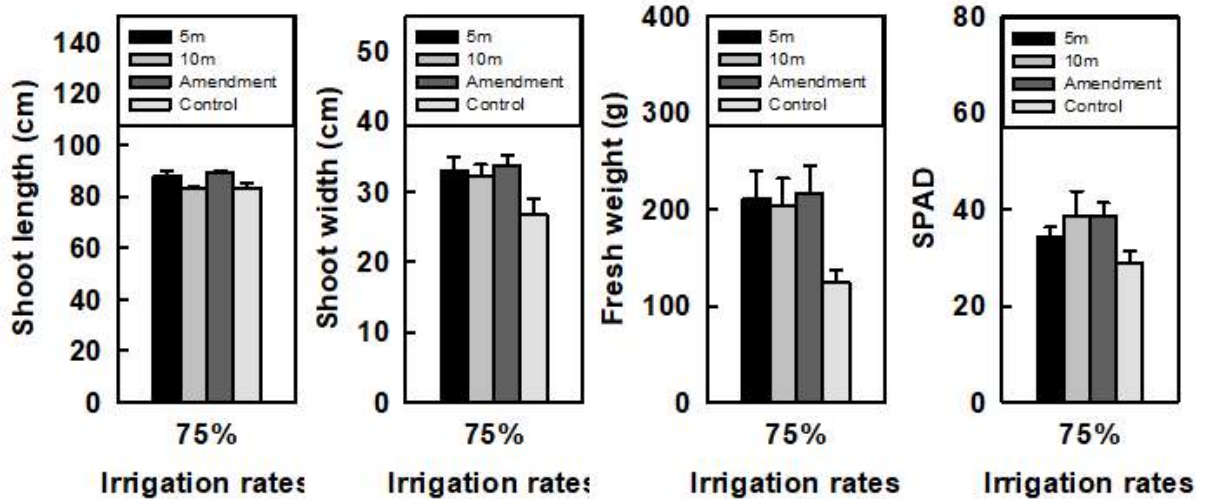 Shoot length (cm)
140
120
100
80
60
40
20
0
5m
10m
Amendment
Control
75%
Irrigation rates
Shoot width (cm)
50
40
30
20
10
0
5m
10m
Amendment
Control
75%
Irrigation rates
Fresh weight (g)
400
300
200
100
0
5m
10m
Amendment
Control
75%
Irrigation rates
SPAD
80
60
40
20
0
5m
10m
Amendment
Control
75%
Irrigation rates